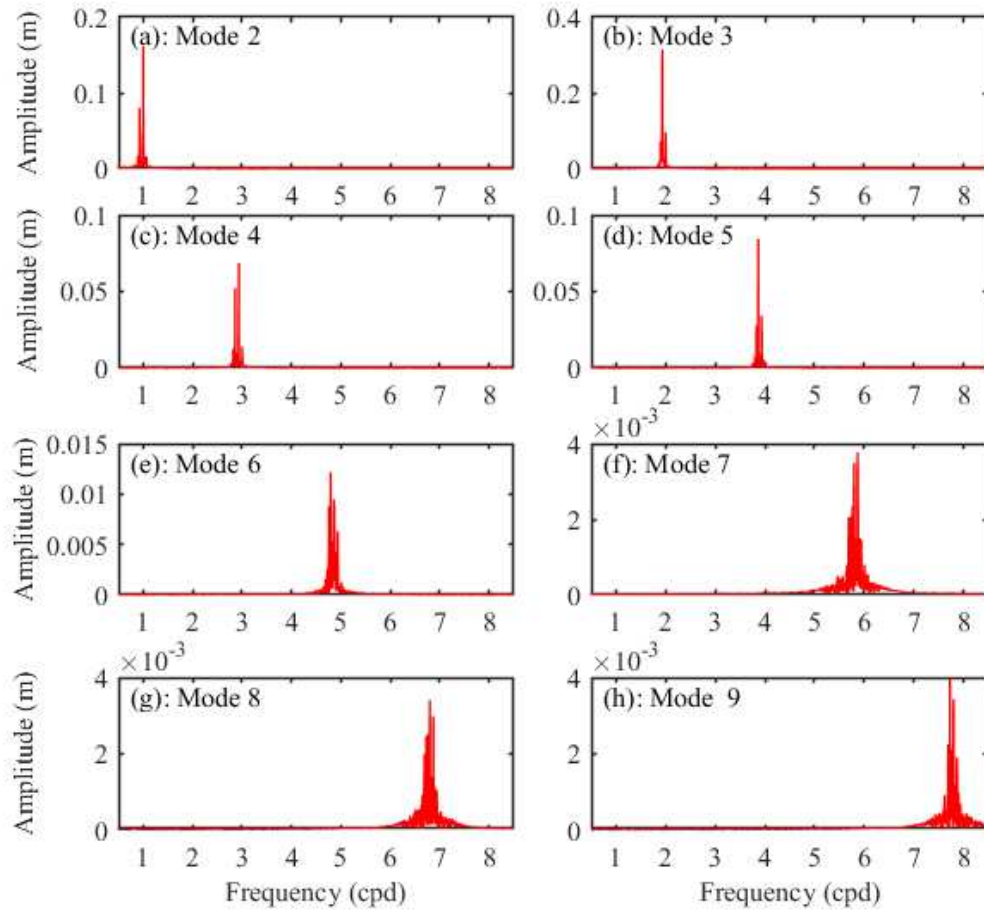 Amplitude (m)
0.2
0.1
0
(a): Mode 2
1 2 3 4 5 6 7 8
0.4
0.2
0
(b): Mode 3
1 2 3 4 5 6 7 8
Amplitude (m)
0.1
0.05
0
(c): Mode 4
1 2 3 4 5 6 7 8
0.1
0.05
0
(d): Mode 5
1 2 3 4 5 6 7 8
Amplitude (m)
0.015
0.01
0.005
0
(e): Mode 6
1 2 3 4 5 6 7 8
×10⁻³
4
2
0
(f): Mode 7
1 2 3 4 5 6 7 8
Amplitude (m)
×10⁻³
4
2
0
(g): Mode 8
1 2 3 4 5 6 7 8
Frequency (cpd)
×10⁻³
4
2
0
(h): Mode 9
1 2 3 4 5 6 7 8
Frequency (cpd)